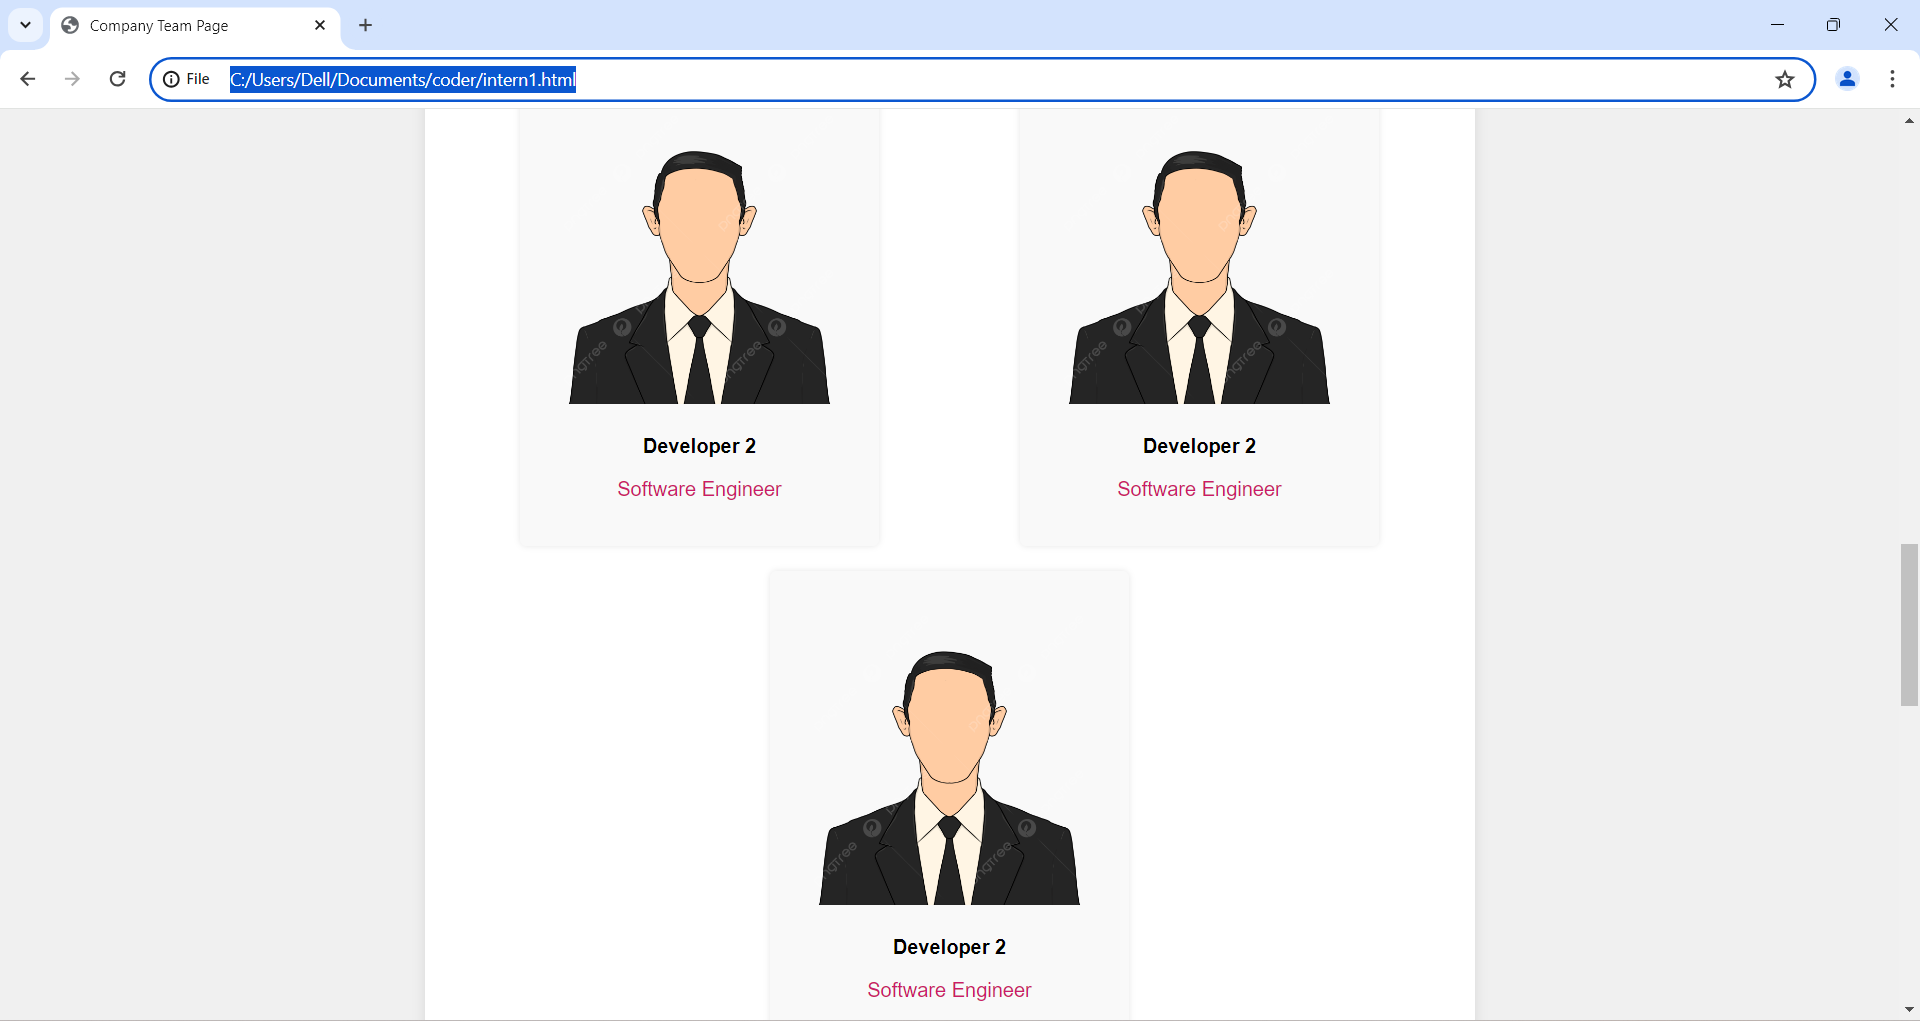 Company Team Page
File C:/Users/Dell/Documents/coder/intern1.html
Developer 2
Software Engineer
Developer 2
Software Engineer
Developer 2
Software Engineer